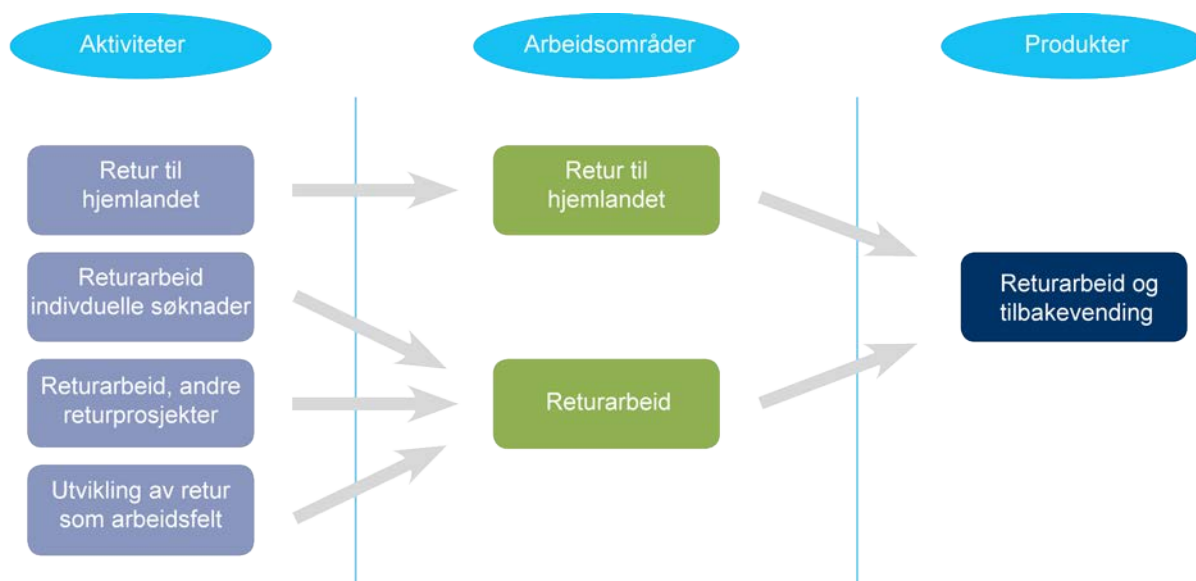 Aktiviteter
Arbeidsområder
Produkter
Retur til
hjemlandet
Retur til
hjemlandet
Returarbeid
indivduelle søknader
Returarbeid og
tilbakevending
Returarbeid, andre
returprosjekter
Returarbeid
Utvikling av retur
som arbeidsfelt